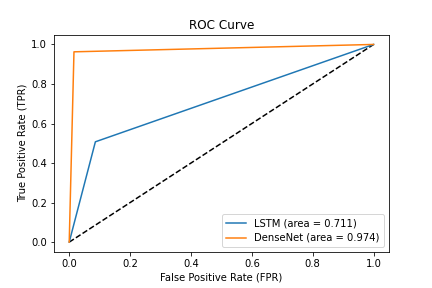 ROC Curve
1.0
0.8
0.6
0.4
0.2
0.0
True Positive Rate (TPR)
LSTM (area = 0.711)
DenseNet (area = 0.974)
0.0 0.2 0.4 0.6 0.8 1.0
False Positive Rate (FPR)